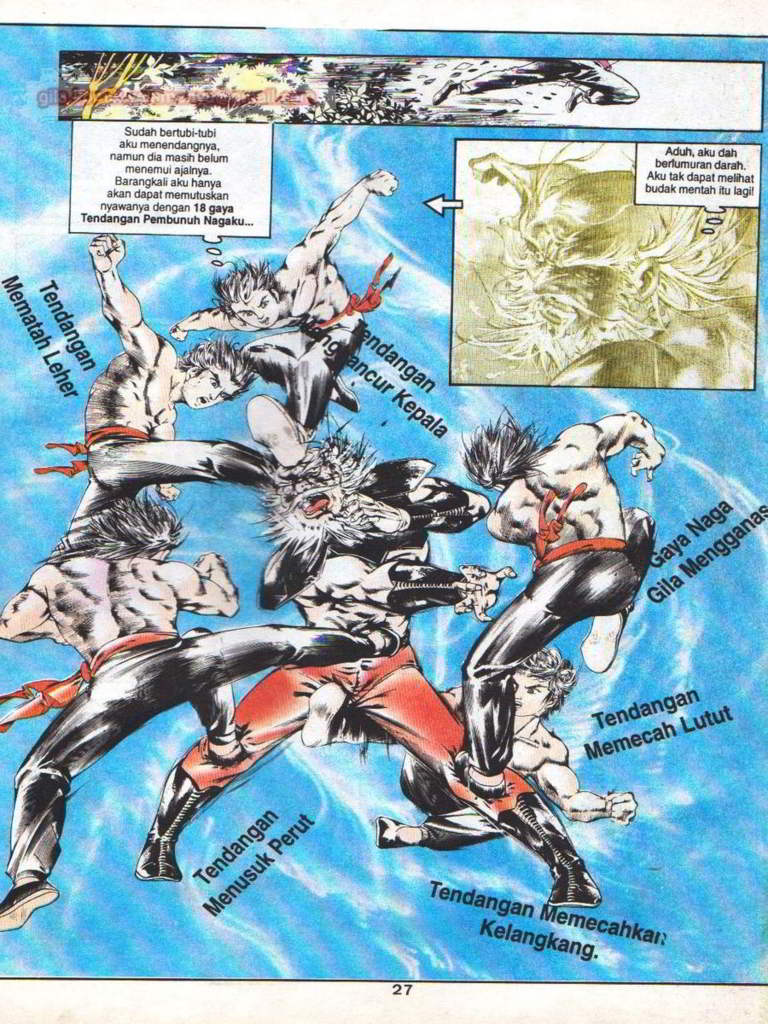 Sudah bertubi-tubi
aku menendangnya,
namun dia masih belum
menemui ajalnya.
Barangkali aku hanya
akan dapat memutuskan
nyawanya dengan 18 gaya
Tendangan Pembunuh Nagaku...
Aduh, aku dah
berlumuran darah.
Aku tak dapat melihat
budak mentah itu lagi!
Tendangan
Mematah Leher
Tendangan
Kepala
Gaya Naga
Gila Mengganas
Tendangan
Memecah Lutut
Tendangan
Menusuk Perut
Tendangan Memecahkan
Kelangkang.
27